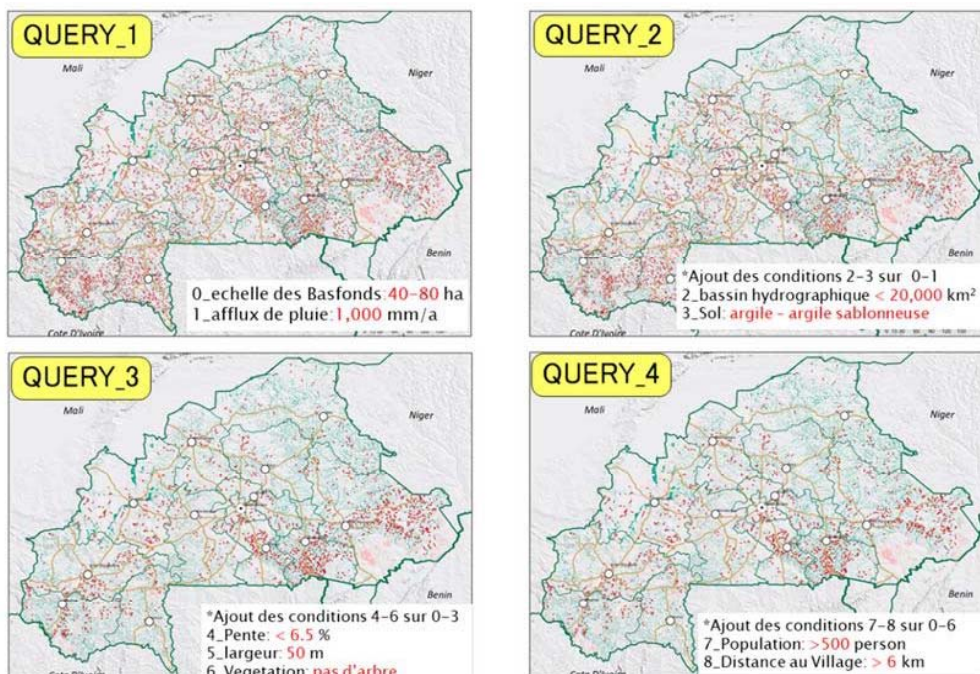 QUERY_1
Mali
Niger
Benin
0_echelle des Basfonds: 40-80 ha
1_afflux de pluie: 1,000 mm/a
Cote D'Ivoire
QUERY_2
Mali
Niger
Benin
*Ajout des conditions 2-3 sur 0-1
2_bassin hydrographique < 20,000 km²
3_Sol: argile - argile sablonneuse
Cote D'Ivoire
QUERY_3
Mali
Niger
Benin
*Ajout des conditions 4-6 sur 0-3
4_Pente: < 6.5 %
5_largeur: 50 m
6_Vegetation: pas d'arbre
QUERY_4
Mali
Niger
Benin
*Ajout des conditions 7-8 sur 0-6
7_Population: >500 person
8_Distance au Village: > 6 km